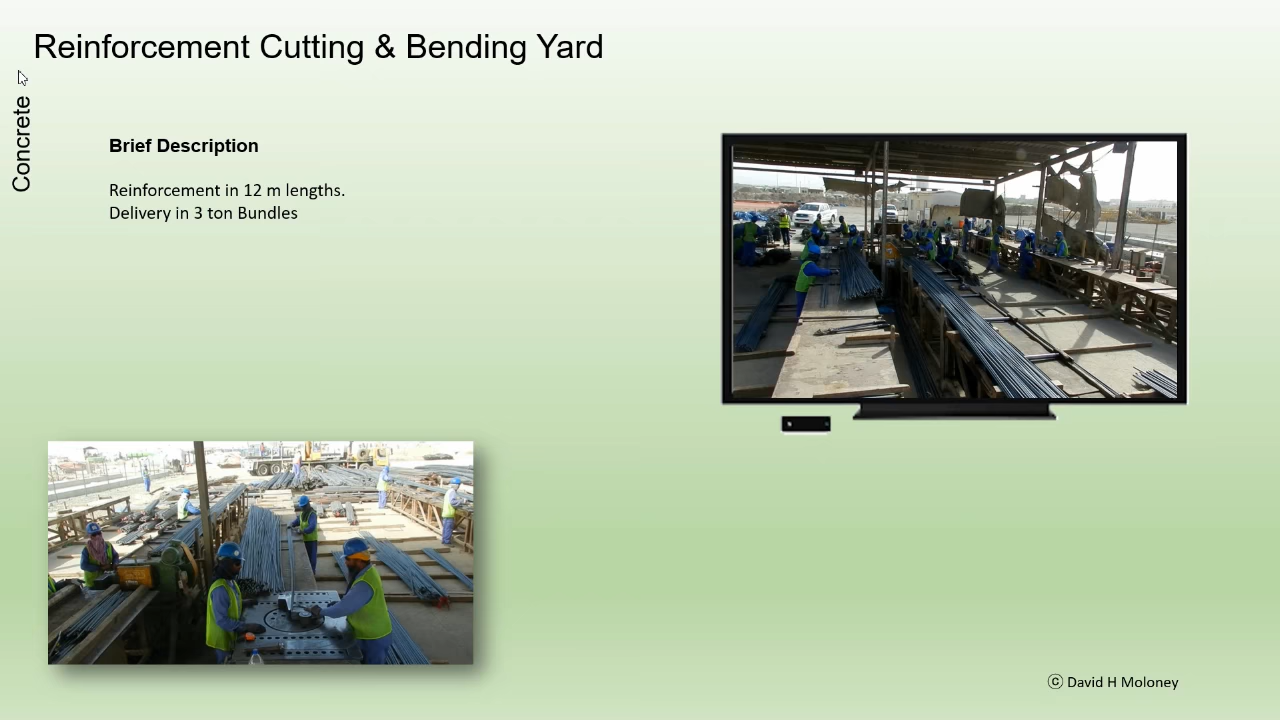 Reinforcement Cutting & Bending Yard
Concrete
Brief Description
Reinforcement in 12 m lengths.
Delivery in 3 ton Bundles
© David H Moloney